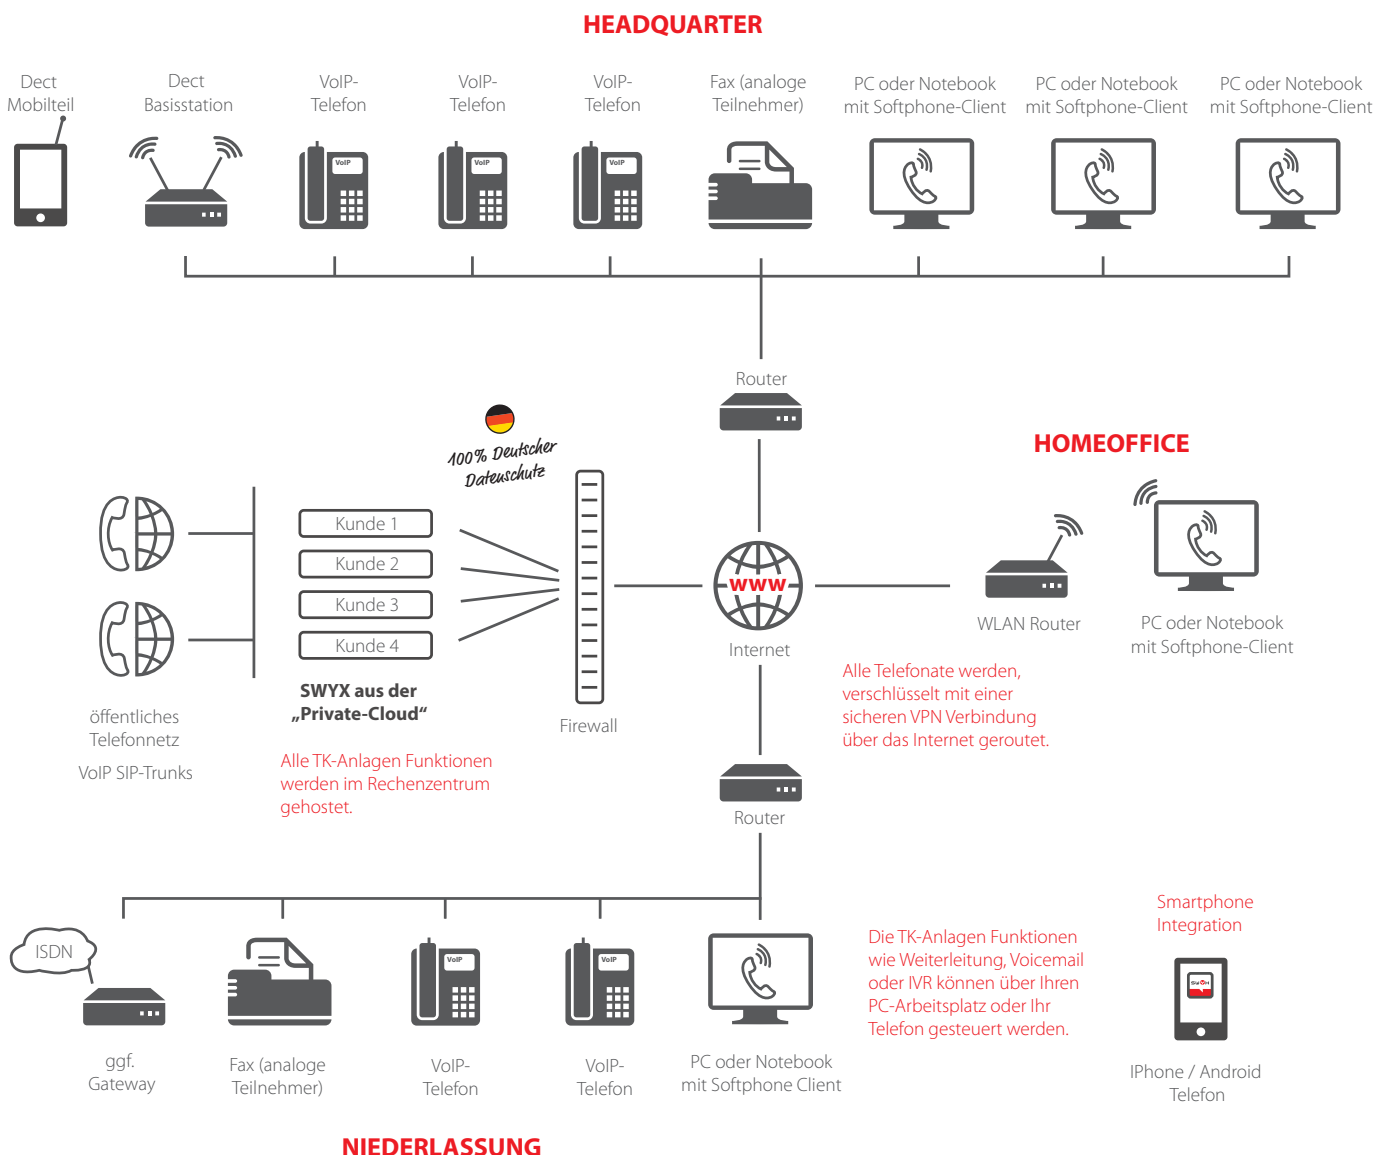 HEADQUARTER
Dect
Mobilteil
Dect
Basisstation
VoIP-
Telefon
VoIP-
Telefon
VoIP-
Telefon
Fax (analoge
Teilnehmer)
PC oder Notebook
mit Softphone-Client
PC oder Notebook
mit Softphone-Client
PC oder Notebook
mit Softphone-Client
VoIP
VoIP
VoIP
Router
100% Deutscher
Datenschutz
HOMEOFFICE
Kunde 1
Kunde 2
Kunde 3
Kunde 4
SWYX aus der
„Private-Cloud“
Alle TK-Anlagen Funktionen
werden im Rechenzentrum
gehostet.
öffentliches
Telefonnetz
VoIP SIP-Trunks
Firewall
WWW
Internet
WLAN Router
PC oder Notebook
mit Softphone-Client
Alle Telefonate werden,
verschlüsselt mit einer
sicheren VPN Verbindung
über das Internet geroutet.
Router
ISDN
ggf.
Gateway
Fax (analoge
Teilnehmer)
VoIP
VoIP-
Telefon
VoIP
VoIP-
Telefon
PC oder Notebook
mit Softphone Client
Die TK-Anlagen Funktionen
wie Weiterleitung, Voicemail
oder IVR können über Ihren
PC-Arbeitsplatz oder Ihr
Telefon gesteuert werden.
Smartphone
Integration
IPhone / Android
Telefon
NIEDERLASSUNG